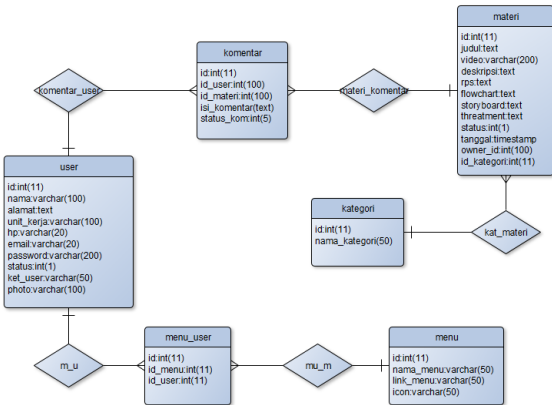 materi
id:int(11)
judul:text
video:varchar(200)
deskripsi:text
rps:text
flowchart:text
storyboard:text
threatment:text
status:int(1)
tanggal:timestamp
owner_id:int(100)
id_kategori:int(11)
komentar
id:int(11)
id_user:int(100)
id_materi:int(100)
isi_komentar(text)
status_kom:int(5)
komentar_user
materi_komentar
user
id:int(11)
nama:varchar(100)
alamat:text
unit_kerja:varchar(100)
hp:varchar(20)
email:varchar(20)
password:varchar(200)
status:int(1)
ket_user:varchar(50)
photo:varchar(100)
kategori
id:int(11)
nama_kategori(50)
kat_materi
m_u
menu_user
id:int(11)
id_menu:int(11)
id_user:int(11)
mu_m
menu
id:int(11)
nama_menu:varchar(50)
link_menu:varchar(50)
icon:varchar(50)